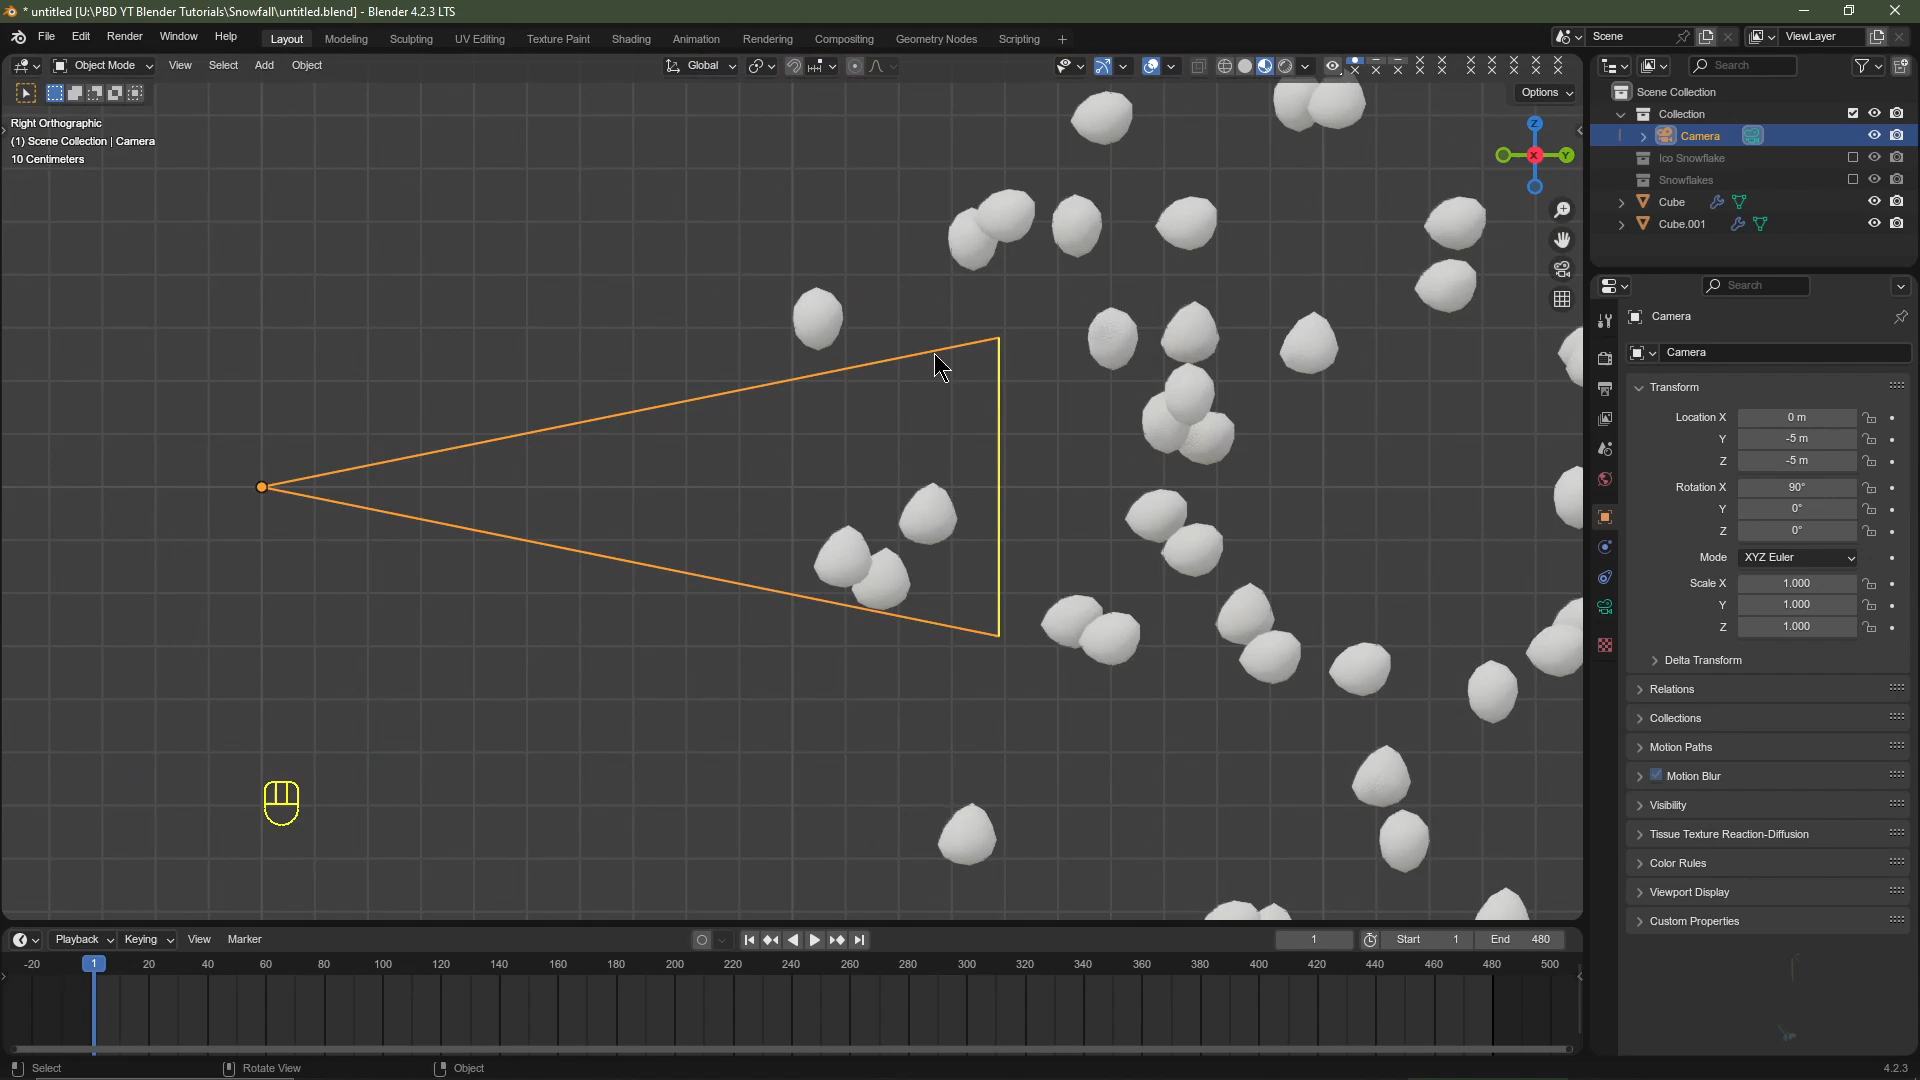 * untitled [U:\PBD YT Blender Tutorials\Snowfall\untitled.blend] - Blender 4.2.3 LTS
File Edit Render Window Help Layout Modeling Sculpting UV Editing Texture Paint Shading Animation Rendering Compositing Geometry Nodes Scripting + Scene ViewLayer
Object Mode View Select Add Object Global Search
Options
Right Orthographic
(1) Scene Collection | Camera
10 Centimeters
Z
X
Y
Scene Collection
Collection
Camera
Ico Snowflake
Snowflakes
Cube
Cube.001
Search
Camera
Camera
Transform
Location X 0 m
Y -5 m
Z -5 m
Rotation X 90°
Y 0°
Z 0°
Mode XYZ Euler
Scale X 1.000
Y 1.000
Z 1.000
Delta Transform
Relations
Collections
Motion Paths
Motion Blur
Visibility
Tissue Texture Reaction-Diffusion
Color Rules
Viewport Display
Custom Properties
Playback Keying View Marker 1 Start 1 End 480
-20 1 20 40 60 80 100 120 140 160 180 200 220 240 260 280 300 320 340 360 380 400 420 440 460 480 500
Select Rotate View Object 4.2.3